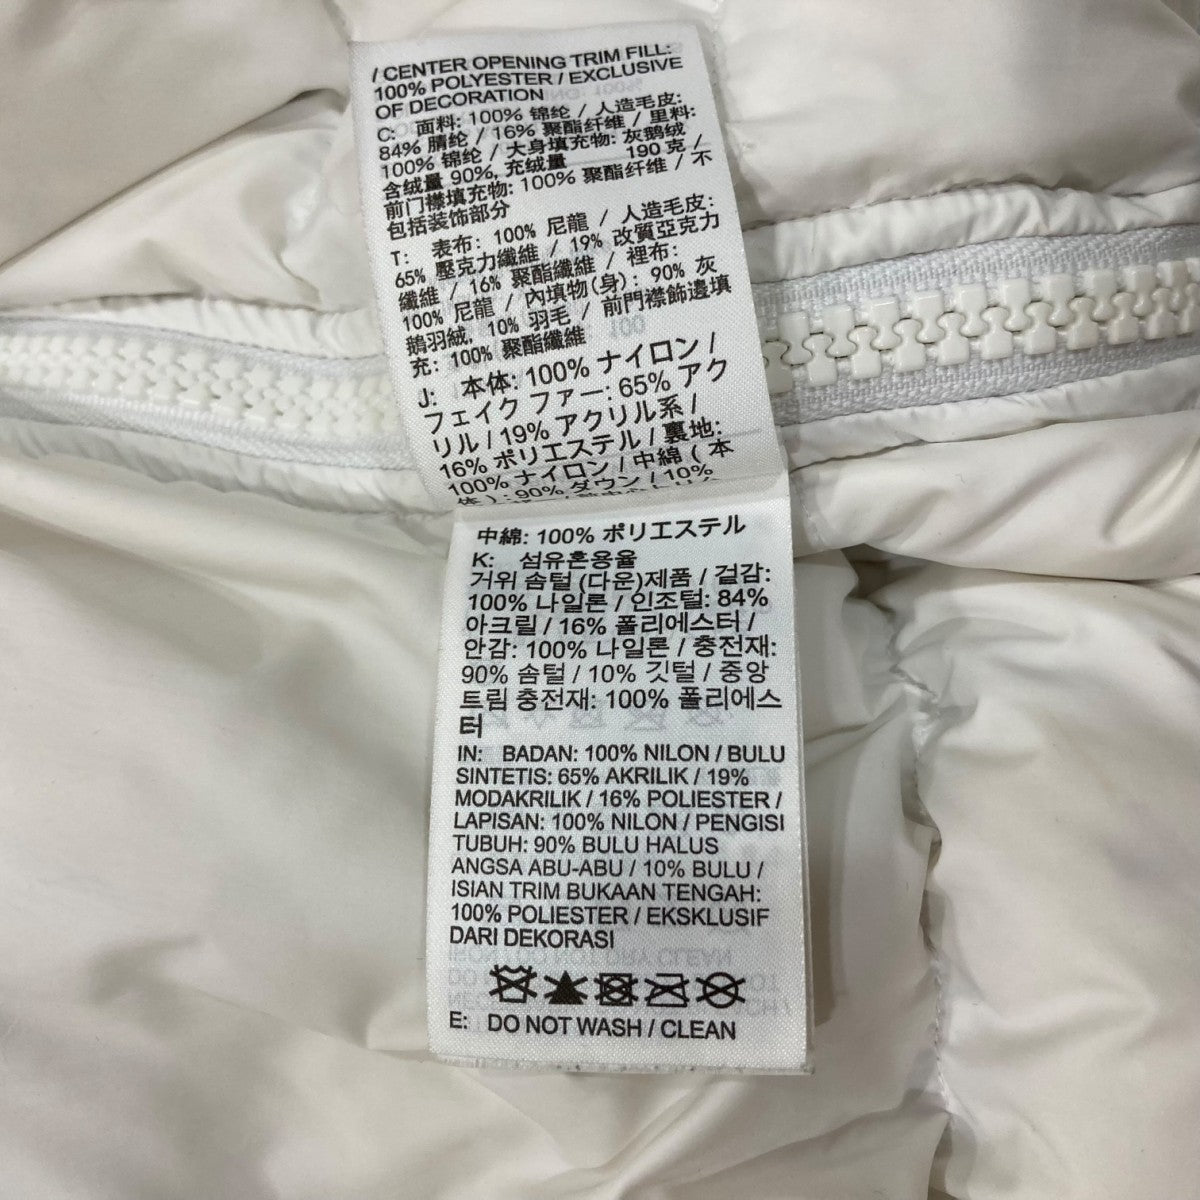 / CENTER OPENING TRIM FILL:
100% POLYESTER / EXCLUSIVE
OF DECORATION
C: 面料: 100% 锦纶 / 人造毛皮:
84% 腈纶 / 16% 聚酯纤维 / 里料:
100% 锦纶 / 大身填充物: 灰鹅绒
含绒量 90%, 充绒量 190 克 /
前门襟填充物: 100% 聚酯纤维 / 不
包括装饰部分
T: 表布: 100% 尼龍 / 人造毛皮:
65% 壓克力纖維 / 19% 改質亞克力
纖維 / 16% 聚酯纖維 / 裡布:
100% 尼龍 / 內填物(身): 90% 灰
鵝羽絨, 10% 羽毛 / 前門襟飾邊填
充: 100% 聚酯纖維
J: 本体: 100% ナイロン /
フェイク ファー: 65% アク
リル / 19% アクリル系 /
16% ポリエステル / 裏地:
100% ナイロン / 中綿 ( 本
体 ): 90% ダウン / 10%
中綿: 100% ポリエステル
K: 섬유혼용율
거위 솜털 (다운)제품 / 겉감:
100% 나일론 / 인조털: 84%
아크릴 / 16% 폴리에스터 /
안감: 100% 나일론 / 충전재:
90% 솜털 / 10% 깃털 / 중앙
트림 충전재: 100% 폴리에스
터
IN: BADAN: 100% NILON / BULU
SINTETIS: 65% AKRILIK / 19%
MODAKRILIK / 16% POLIESTER /
LAPISAN: 100% NILON / PENGISI
TUBUH: 90% BULU HALUS
ANGSA ABU-ABU / 10% BULU /
ISIAN TRIM BUKAAN TENGAH:
100% POLIESTER / EKSKLUSIF
DARI DEKORASI
E: DO NOT WASH / CLEAN